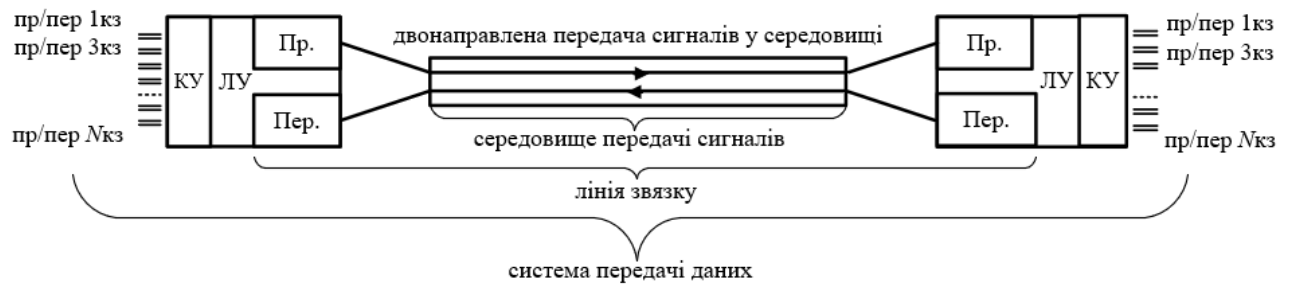 пр/пер 1кз
пр/пер 3кз
пр/пер Nкз
КУ
ЛУ
Пр.
Пер.
двонаправлена передача сигналів у середовищі
середовище передачі сигналів
Пр.
Пер.
ЛУ
КУ
пр/пер 1кз
пр/пер 3кз
пр/пер Nкз
лінія звязку
система передачі даних